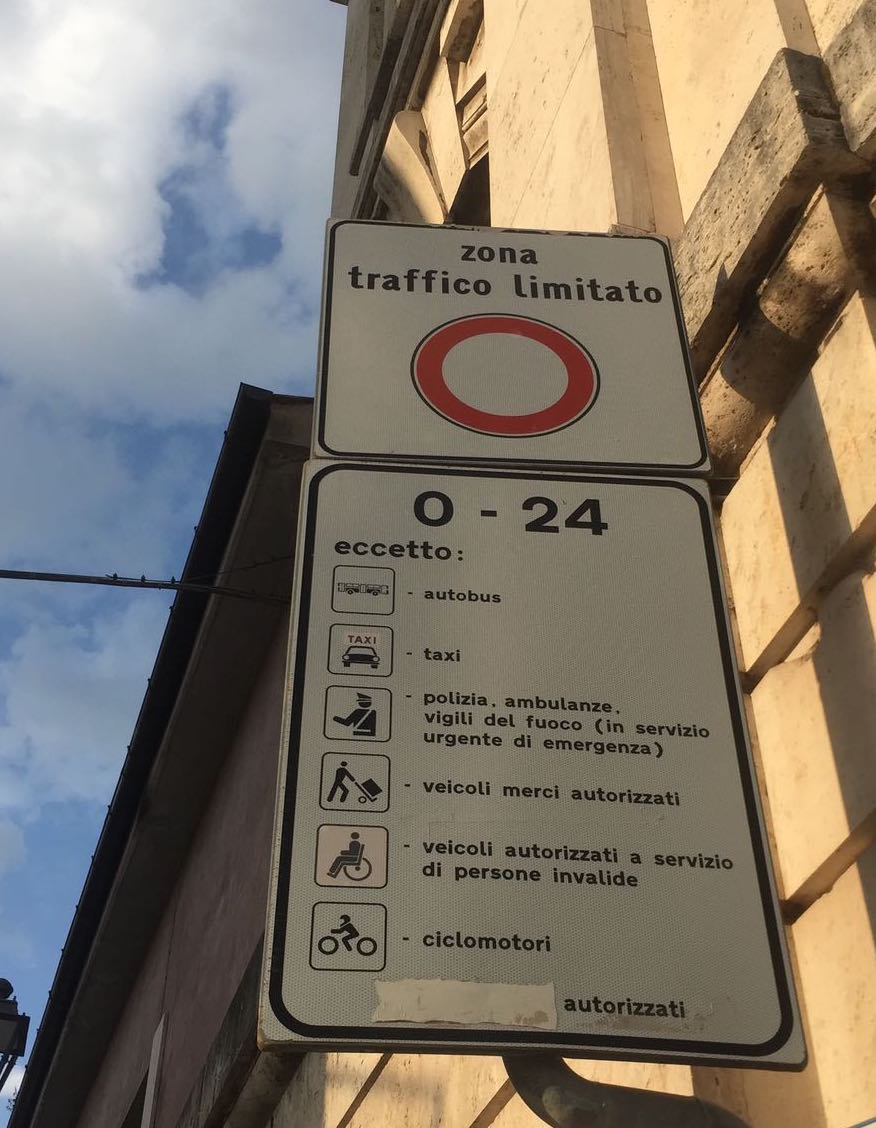 zona
traffico limitato
0 - 24
eccetto:
- autobus
TAXI
- taxi
- polizia, ambulanze,
vigili del fuoco (in servizio
urgente di emergenza)
- veicoli merci autorizzati
- veicoli autorizzati a servizio
di persone invalide
- ciclomotori
autorizzati